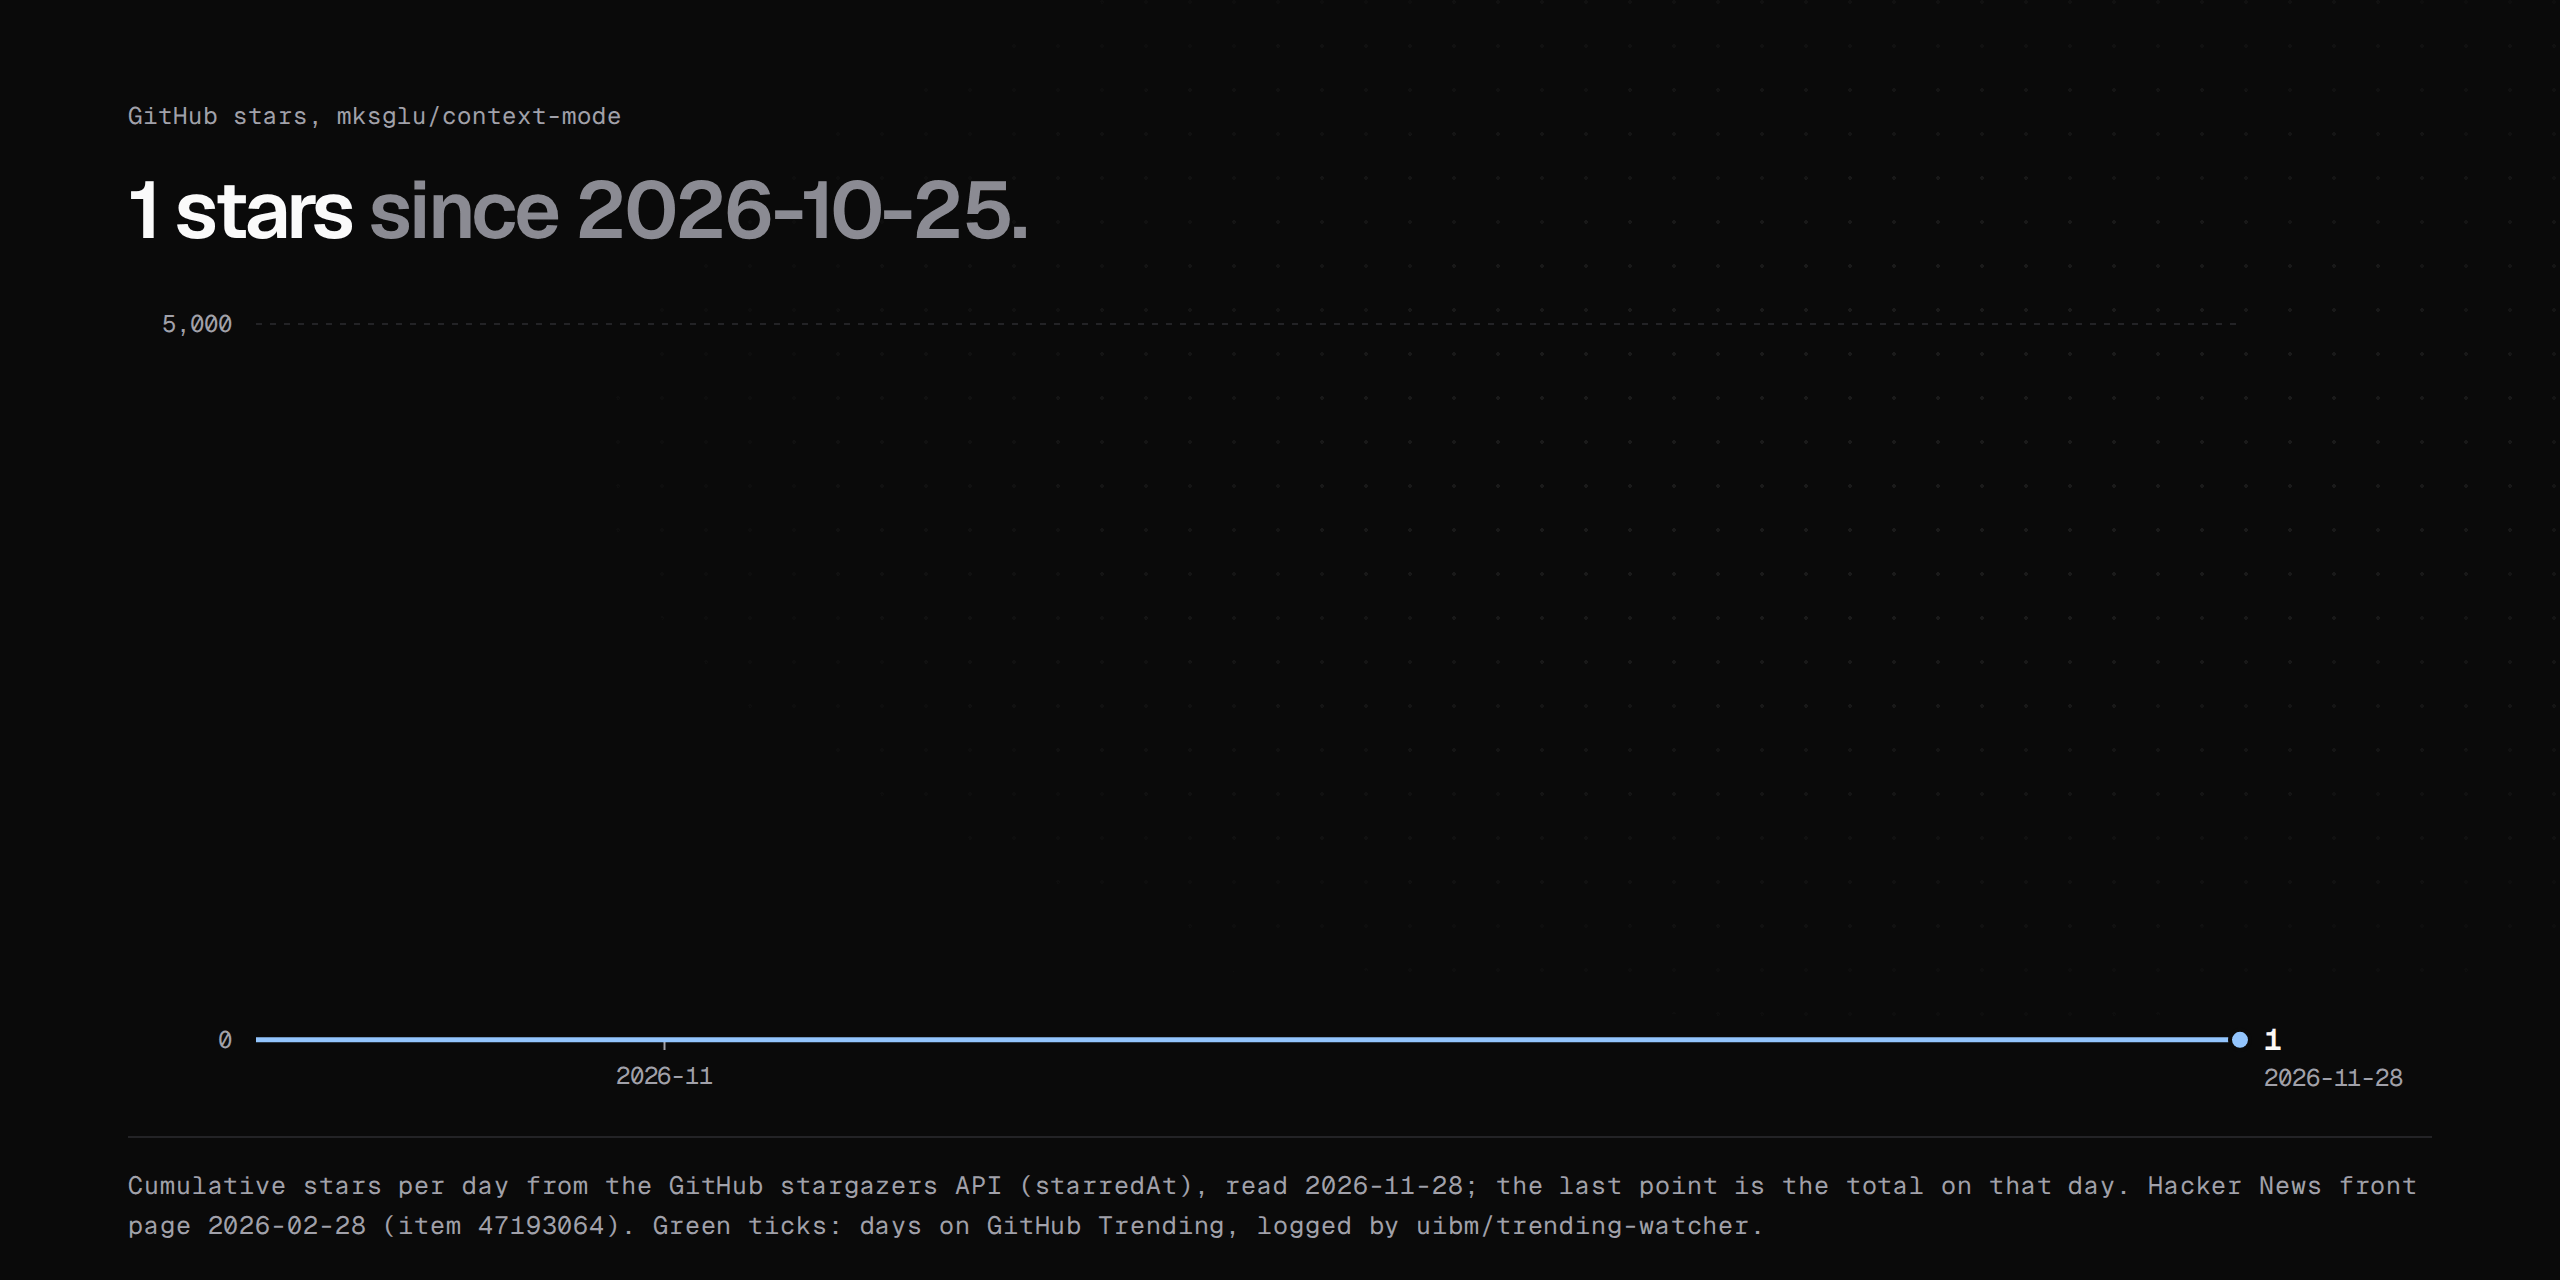 GitHub stars, mksglu/context-mode
1 stars since 2026-10-25.
5,000
0
1
2026-11
2026-11-28
Cumulative stars per day from the GitHub stargazers API (starredAt), read 2026-11-28; the last point is the total on that day. Hacker News front
page 2026-02-28 (item 47193064). Green ticks: days on GitHub Trending, logged by uibm/trending-watcher.